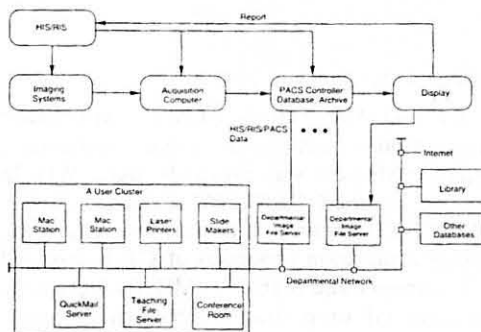 Report
HIS/RIS
Imaging
Systems
Acquisition
Computer
PACS Controller
Database, Archive
Display
HIS/RIS/PACS
Data
Internet
A User Cluster
Mac
Station
Mac
Station
Laser
Printers
Slide
Makers
Departmental
Image
File Server
Departmental
Image
File Server
Library
Other
Databases
Departmental Network
QuickMail
Server
Teaching
File
Server
Conference
Room